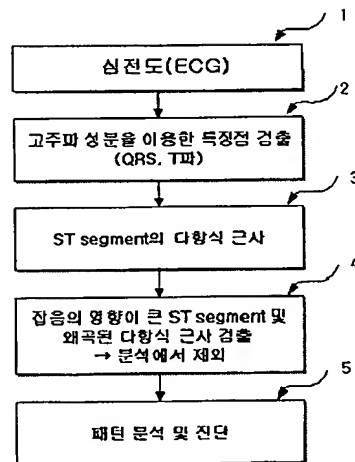 1
심전도(ECG)
2
고주파 성분을 이용한 특징점 검출
(QRS, T파)
3
ST segment의 다항식 근사
4
잡음의 영향이 큰 ST segment 및
왜곡된 다항식 근사 검출
→ 분석에서 제외
5
패턴 분석 및 진단